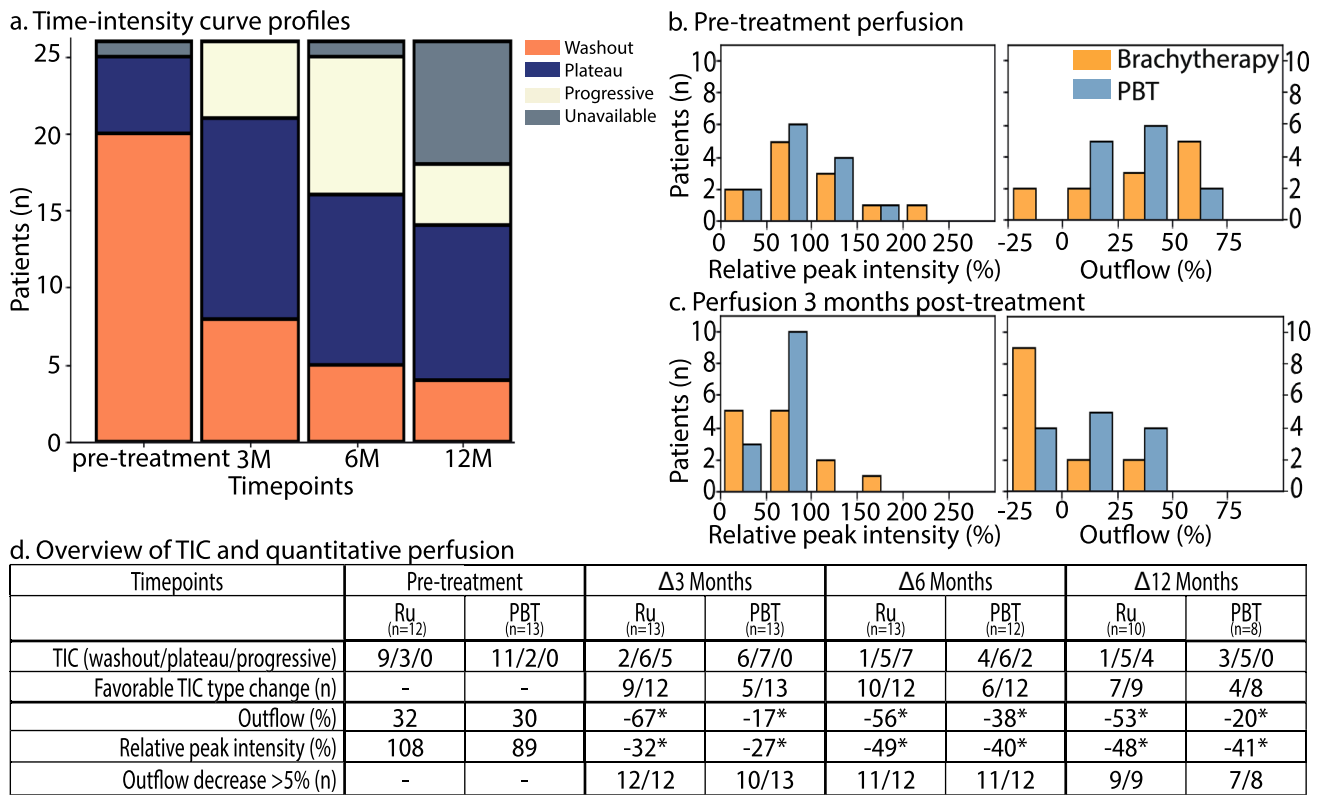 a. Time-intensity curve profiles
25
20
15
10
5
0
Patients (n)
pre-treatment 3M 6M 12M
Timepoints
Washout
Plateau
Progressive
Unavailable
b. Pre-treatment perfusion
10
8
6
4
2
0
Patients (n)
0 50 100 150 200 250
Relative peak intensity (%)
Brachytherapy
PBT
10
8
6
4
2
0
-25 0 25 50 75
Outflow (%)
c. Perfusion 3 months post-treatment
10
8
6
4
2
0
Patients (n)
0 50 100 150 200 250
Relative peak intensity (%)
10
8
6
4
2
0
-25 0 25 50 75
Outflow (%)
d. Overview of TIC and quantitative perfusion
Timepoints Pre-treatment Δ3 Months Δ6 Months Δ12 Months
Ru PBT Ru PBT Ru PBT Ru PBT
(n=12) (n=13) (n=13) (n=13) (n=13) (n=12) (n=10) (n=8)
TIC (washout/plateau/progressive) 9/3/0 11/2/0 2/6/5 6/7/0 1/5/7 4/6/2 1/5/4 3/5/0
Favorable TIC type change (n) - - 9/12 5/13 10/12 6/12 7/9 4/8
Outflow (%) 32 30 -67* -17* -56* -38* -53* -20*
Relative peak intensity (%) 108 89 -32* -27* -49* -40* -48* -41*
Outflow decrease >5% (n) - - 12/12 10/13 11/12 11/12 9/9 7/8